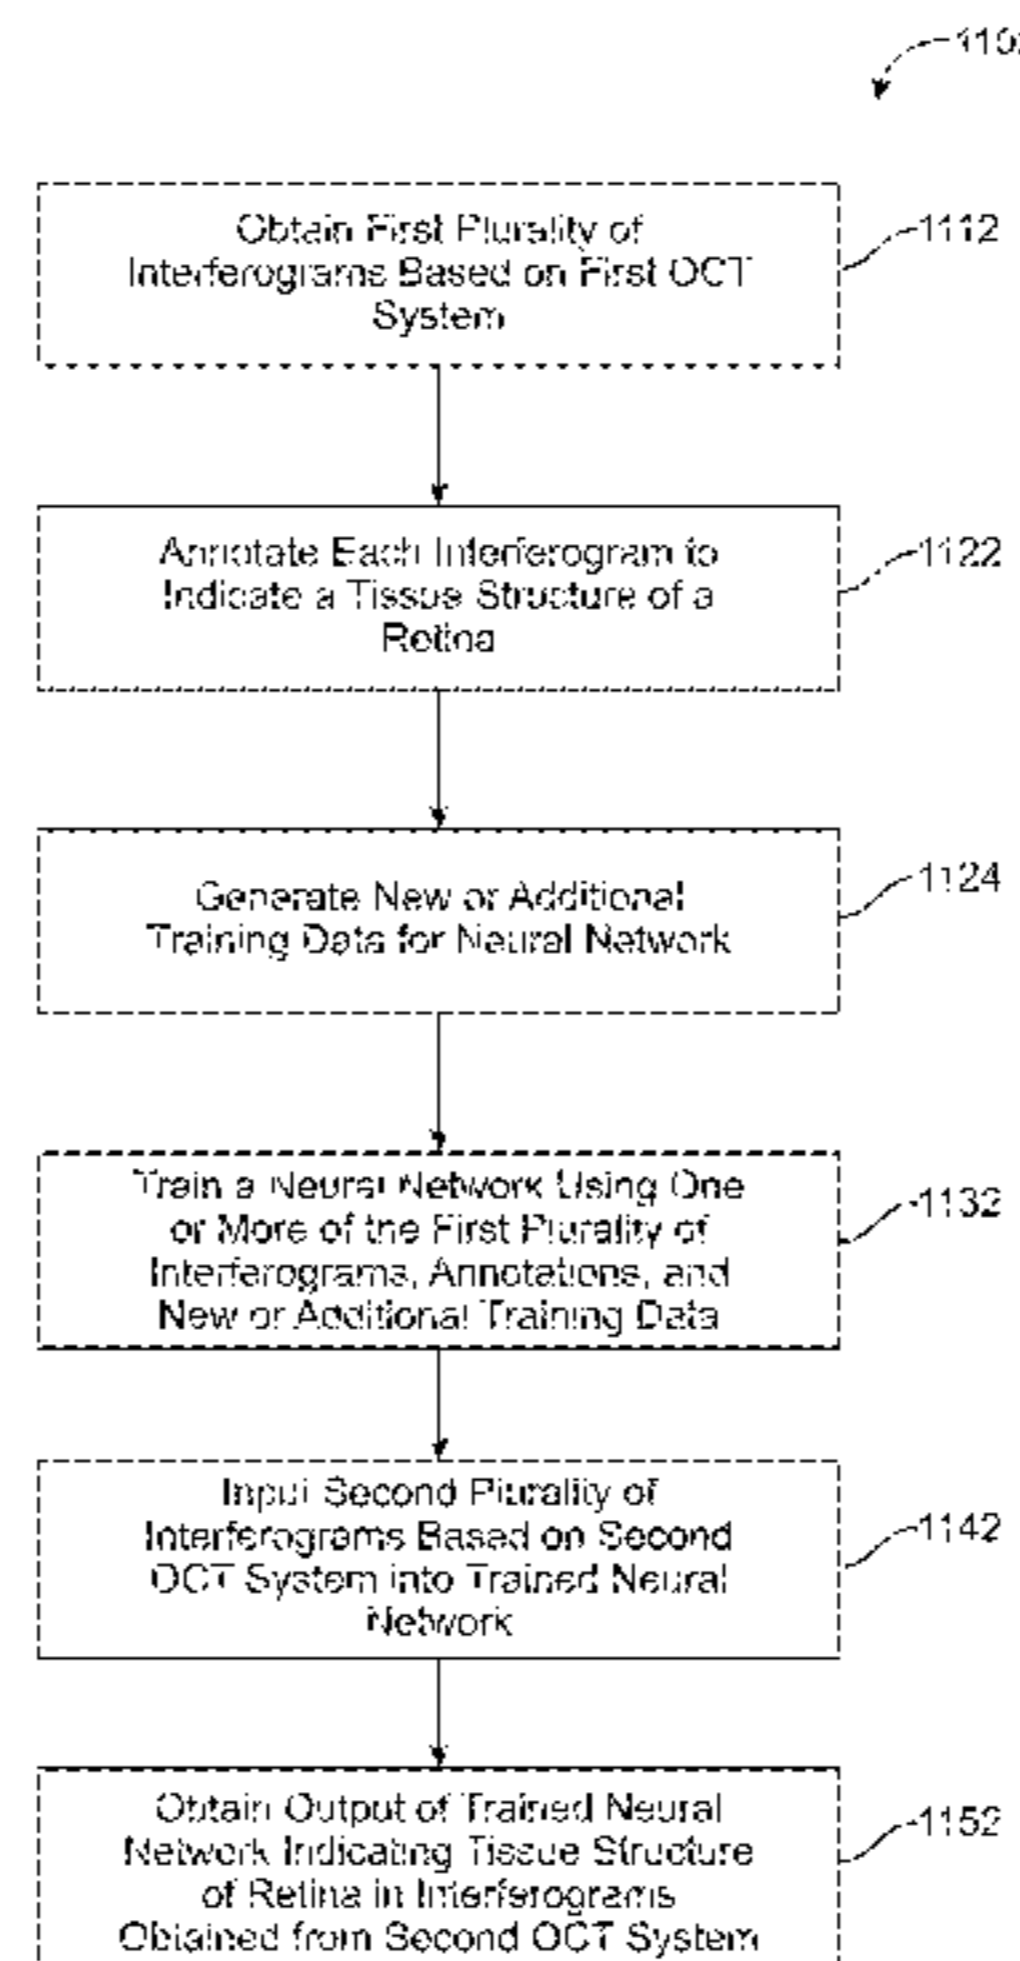 Obtain First Plurality of
Interferograms Based on First OCT
System
1112
Annotate Each Interferogram to
Indicate a Tissue Structure of a
Retina
1122
Generate New or Additional
Training Data for Neural Network
1124
Train a Neural Network Using One
or More of the First Plurality of
Interferograms, Annotations, and
New or Additional Training Data
1132
Input Second Plurality of
Interferograms Based on Second
OCT System into Trained Neural
Network
1142
Obtain Output of Trained Neural
Network Indicating Tissue Structure
of Retina in Interferograms
Obtained from Second OCT System
1152